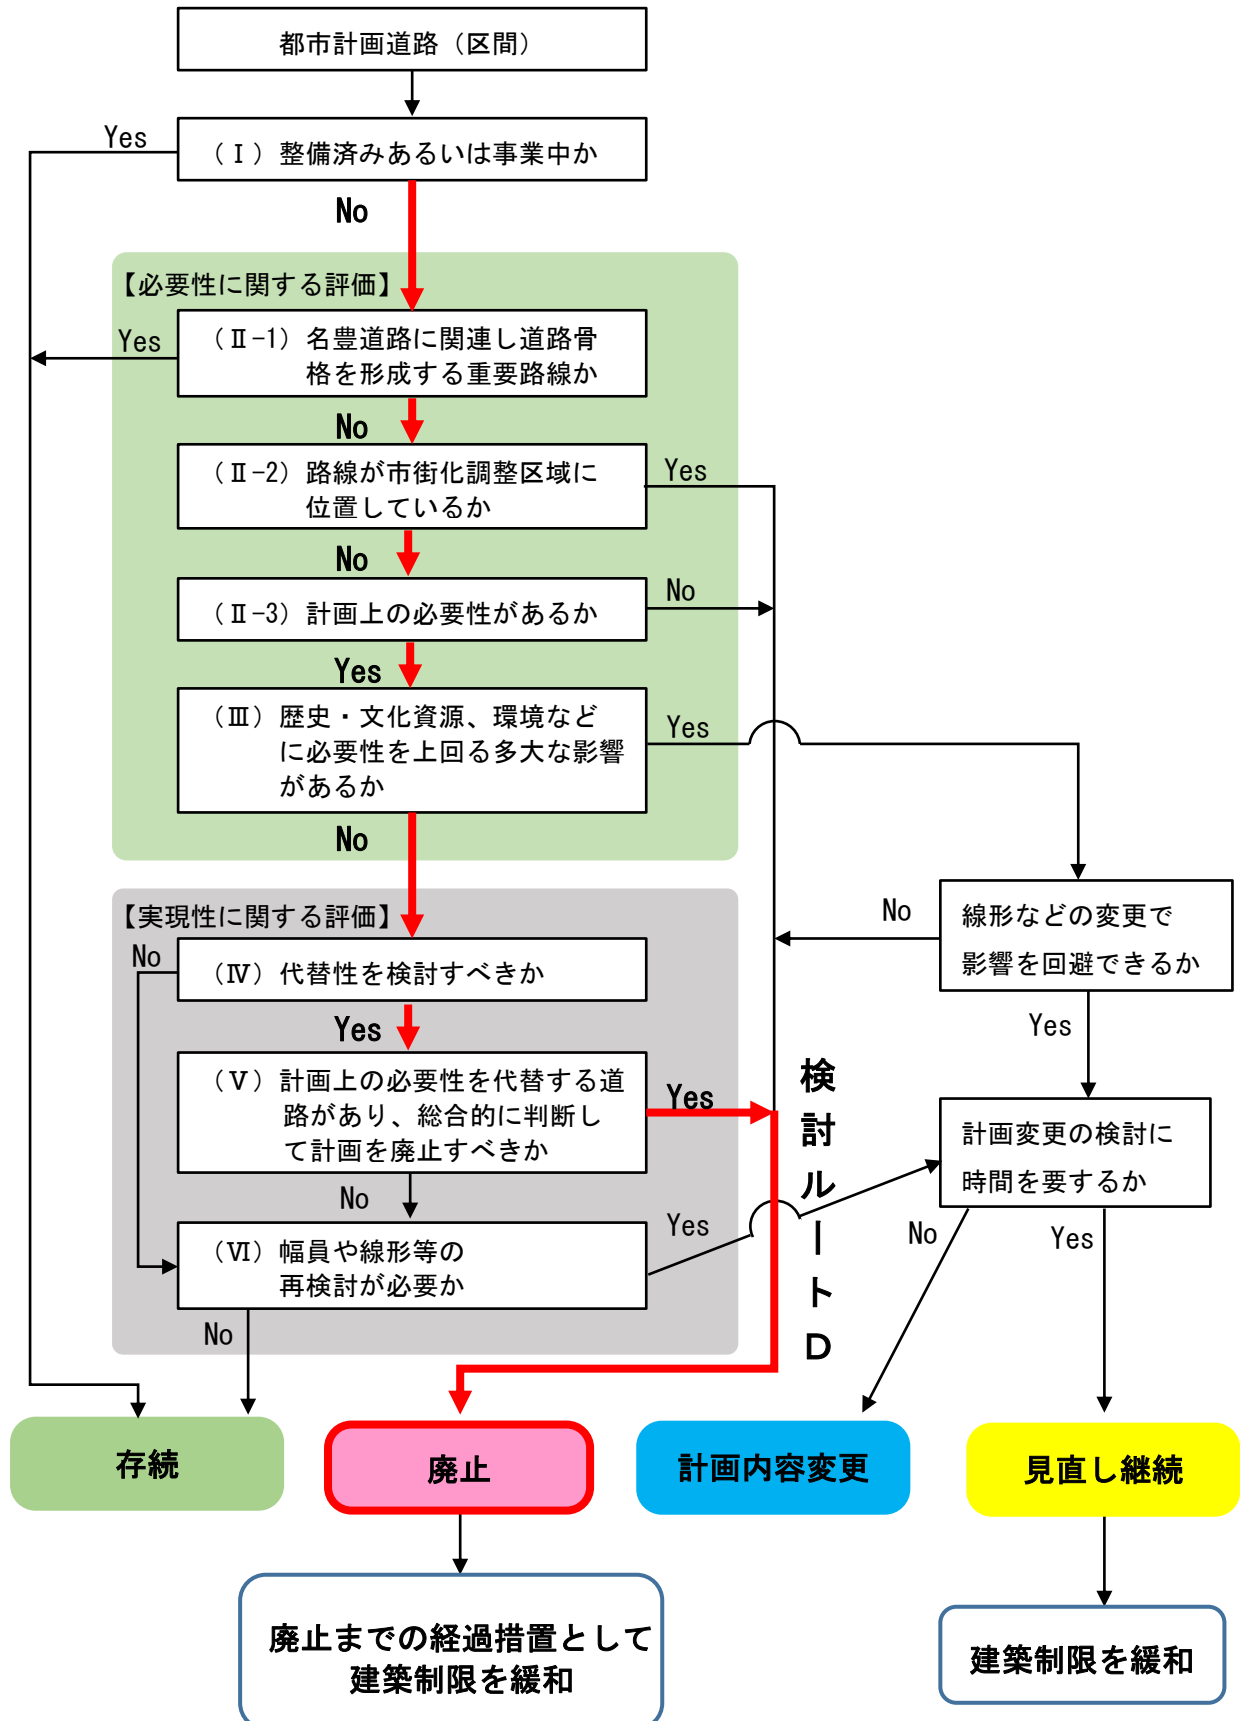 都市計画道路（区間）
Yes
（Ⅰ）整備済みあるいは事業中か
No
【必要性に関する評価】
Yes
（Ⅱ-1）名豊道路に関連し道路骨
格を形成する重要路線か
No
（Ⅱ-2）路線が市街化調整区域に
位置しているか
Yes
No
（Ⅱ-3）計画上の必要性があるか
No
Yes
（Ⅲ）歴史・文化資源、環境など
に必要性を上回る多大な影響
があるか
Yes
No
線形などの変更で
影響を回避できるか
No
Yes
【実現性に関する評価】
No
（Ⅳ）代替性を検討すべきか
Yes
（Ⅴ）計画上の必要性を代替する道
路があり、総合的に判断し
て計画を廃止すべきか
Yes
検討ルートD
計画変更の検討に
時間を要するか
No
（Ⅵ）幅員や線形等の
再検討が必要か
Yes
No
No
Yes
存続
廃止
計画内容変更
見直し継続
廃止までの経過措置として
建築制限を緩和
建築制限を緩和